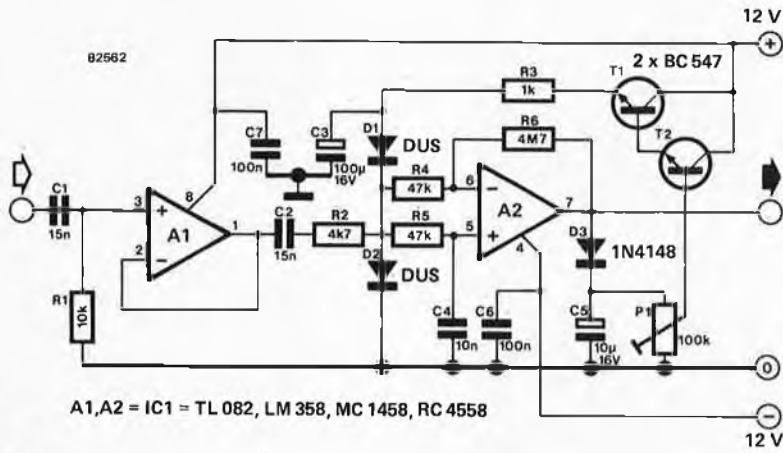 12 V
+
82562
2 x BC 547
T1
R3
1k
T2
R6
4M7
C7
100n
C3
100µ
16V
D1
DUS
R4
47k
C1
15n
3
+
8
A1
1
2
−
C2
15n
R2
4k7
R5
47k
6
−
A2
7
5
+
4
D3
1N4148
D2
DUS
R1
10k
C4
10n
C6
100n
C5
10µ
16V
P1
100k
0
A1,A2 = IC1 = TL 082, LM 358, MC 1458, RC 4558
−
12 V